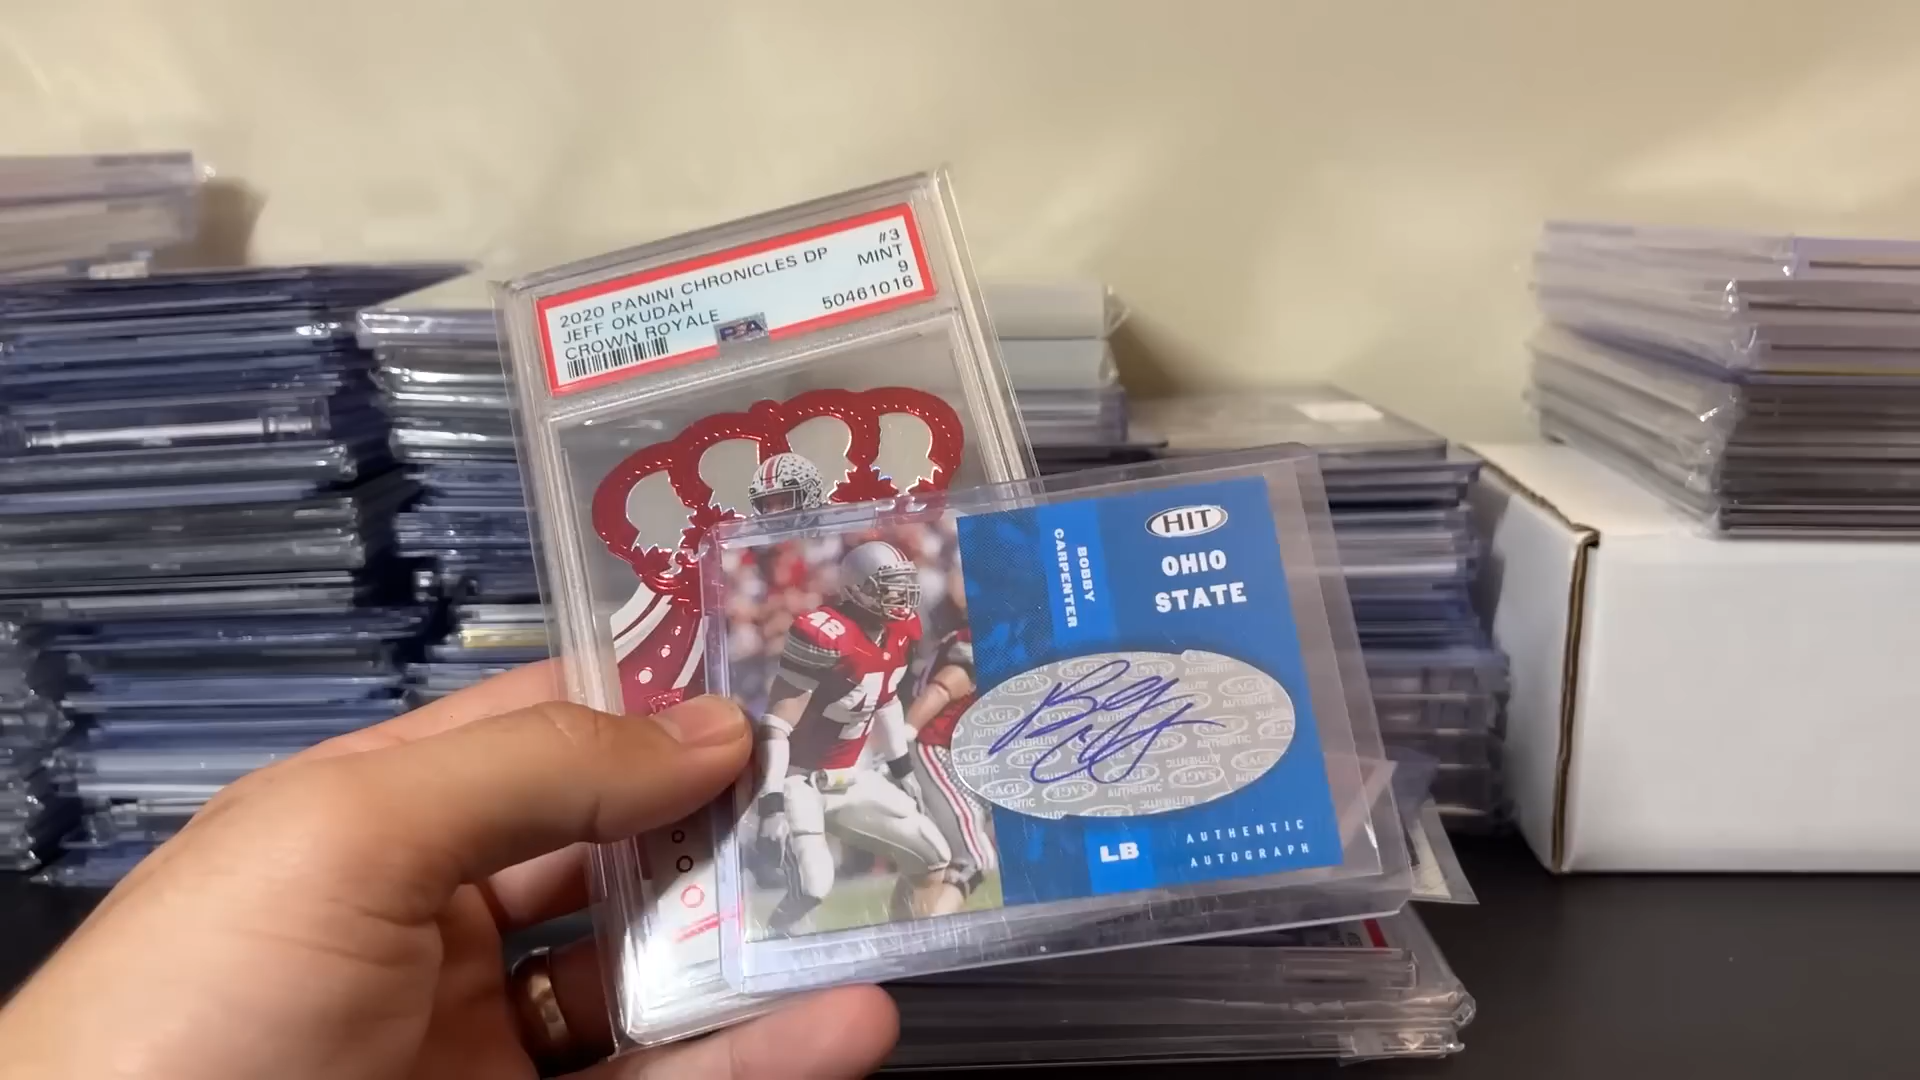 2020 PANINI CHRONICLES DP #3
JEFF OKUDAH MINT
CROWN ROYALE 9
50461016
PSA
HIT
OHIO
STATE
BOBBY
CARPENTER
42
42
SAGE
AUTHENTIC
LB
AUTHENTIC
AUTOGRAPH